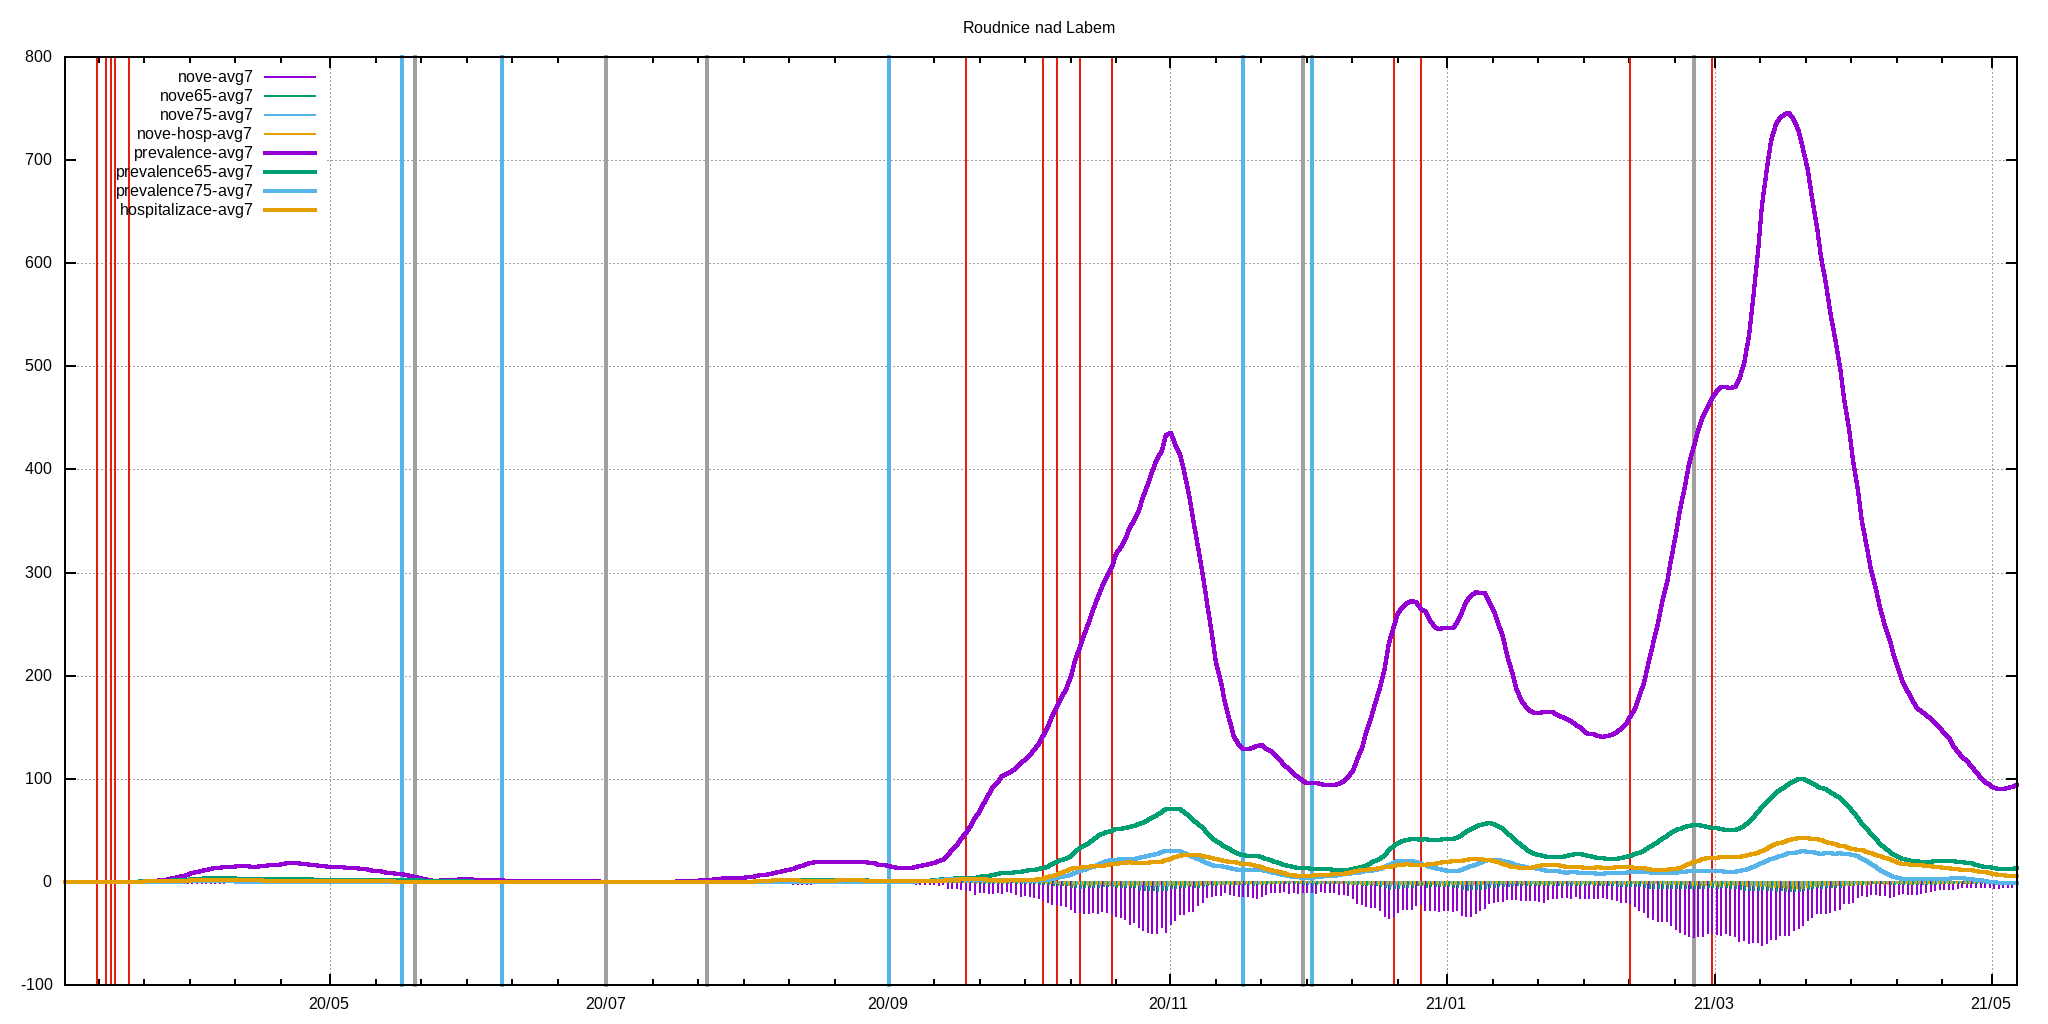 Roudnice nad Labem
800
700
600
500
400
300
200
100
0
-100
nove-avg7
nove65-avg7
nove75-avg7
nove-hosp-avg7
prevalence-avg7
prevalence65-avg7
prevalence75-avg7
hospitalizace-avg7
20/05 20/07 20/09 20/11 21/01 21/03 21/05